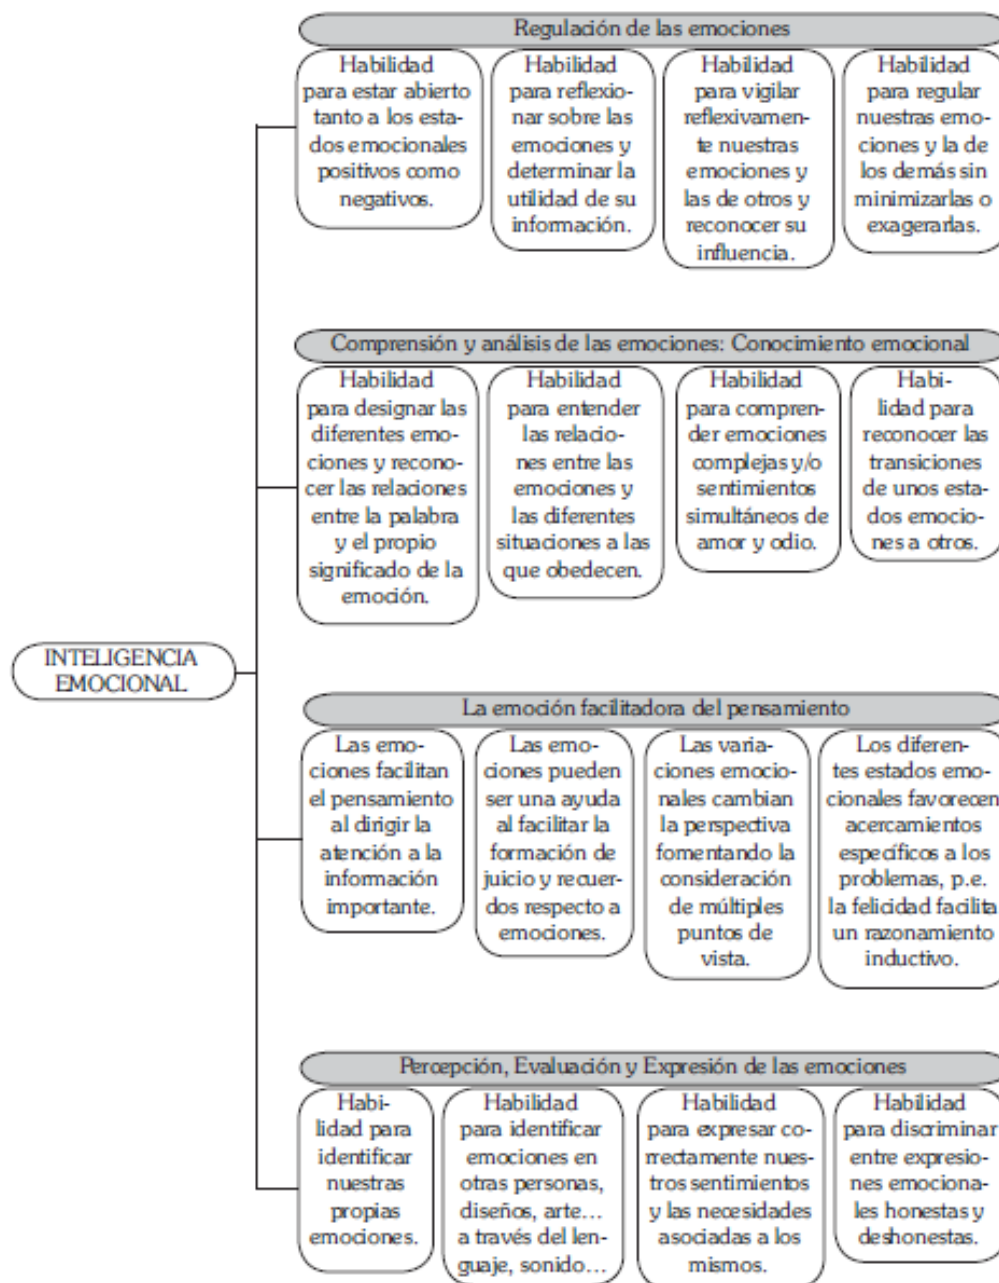 Regulación de las emociones
Habilidad
para estar abierto
tanto a los esta-
dos emocionales
positivos como
negativos.
Habilidad
para reflexio-
nar sobre las
emociones y
determinar la
utilidad de su
información.
Habilidad
para vigilar
reflexivamen-
te nuestras
emociones y
las de otros y
reconocer su
influencia.
Habilidad
para regular
nuestras emo-
ciones y la de
los demás sin
minimizarlas o
exagerarlas.
Comprensión y análisis de las emociones: Conocimiento emocional
Habilidad
para designar las
diferentes emo-
ciones y recono-
cer las relaciones
entre la palabra
y el propio
significado de la
emoción.
Habilidad
para entender
las relacio-
nes entre las
emociones y
las diferentes
situaciones a las
que obedecen.
Habilidad
para compren-
der emociones
complejas y/o
sentimientos
simultáneos de
amor y odio.
Habi-
lidad para
reconocer las
transiciones
de unos esta-
dos emocio-
nes a otros.
INTELIGENCIA
EMOCIONAL
La emoción facilitadora del pensamiento
Las emo-
ciones facilitan
el pensamiento
al dirigir la
atención a la
información
importante.
Las emo-
ciones pueden
ser una ayuda
al facilitar la
formación de
juicio y recuer-
dos respecto a
emociones.
Las varia-
ciones emocio-
nales cambian
la perspectiva
fomentando la
consideración
de múltiples
puntos de
vista.
Los diferen-
tes estados emo-
cionales favorecen
acercamientos
específicos a los
problemas, p.e.
la felicidad facilita
un razonamiento
inductivo.
Percepción, Evaluación y Expresión de las emociones
Habi-
lidad para
identificar
nuestras
propias
emociones.
Habilidad
para identificar
emociones en
otras personas,
diseños, arte...
a través del len-
guaje, sonido...
Habilidad
para expresar co-
rrectamente nues-
tros sentimientos
y las necesidades
asociadas a los
mismos.
Habilidad
para discriminar
entre expresio-
nes emociona-
les honestas y
deshonestas.